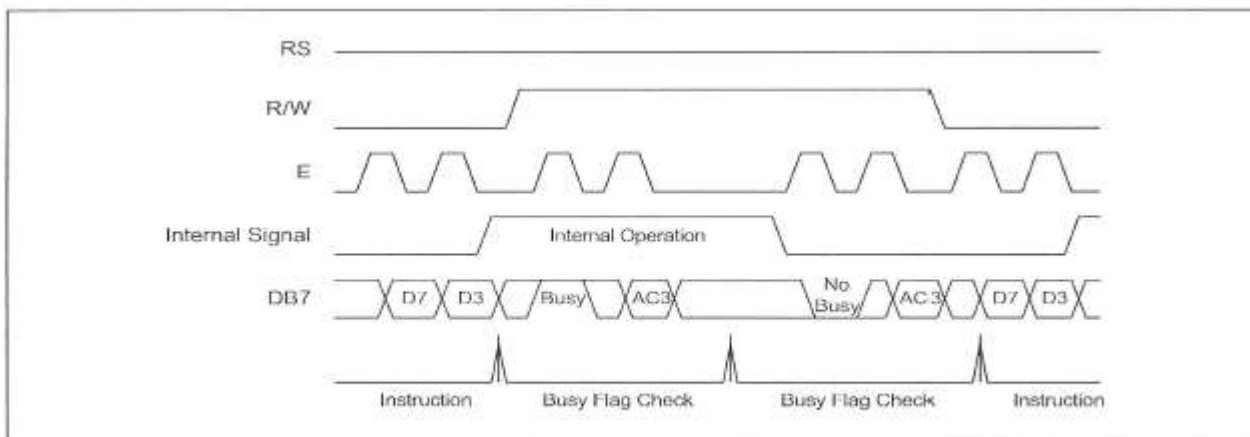 RS
R/W
E
Internal Signal
Internal Operation
DB7
D7
D3
Busy
AC3
No
Busy
AC3
D7
D3
Instruction
Busy Flag Check
Busy Flag Check
Instruction